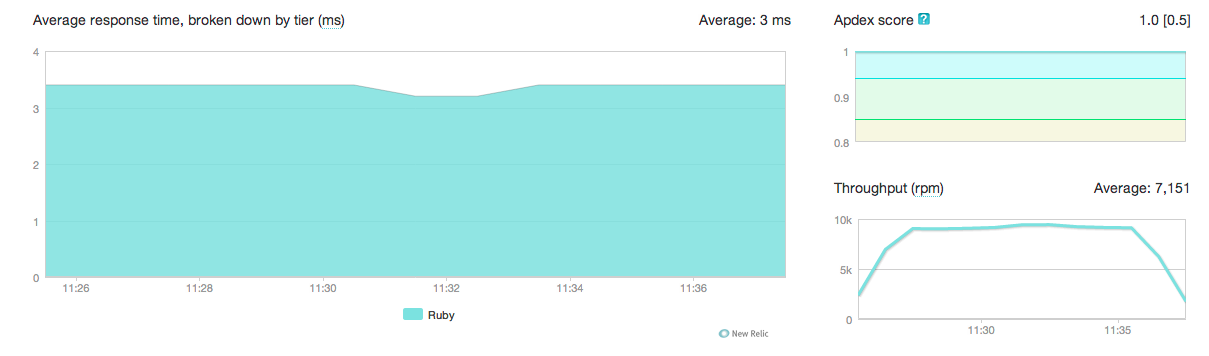 Average response time, broken down by tier (ms)
Average: 3 ms
4
3
2
1
0
11:26
11:28
11:30
11:32
11:34
11:36
Ruby
New Relic
Apdex score ?
1.0 [0.5]
1
0.9
0.8
Throughput (rpm)
Average: 7,151
10k
5k
0
11:30
11:35